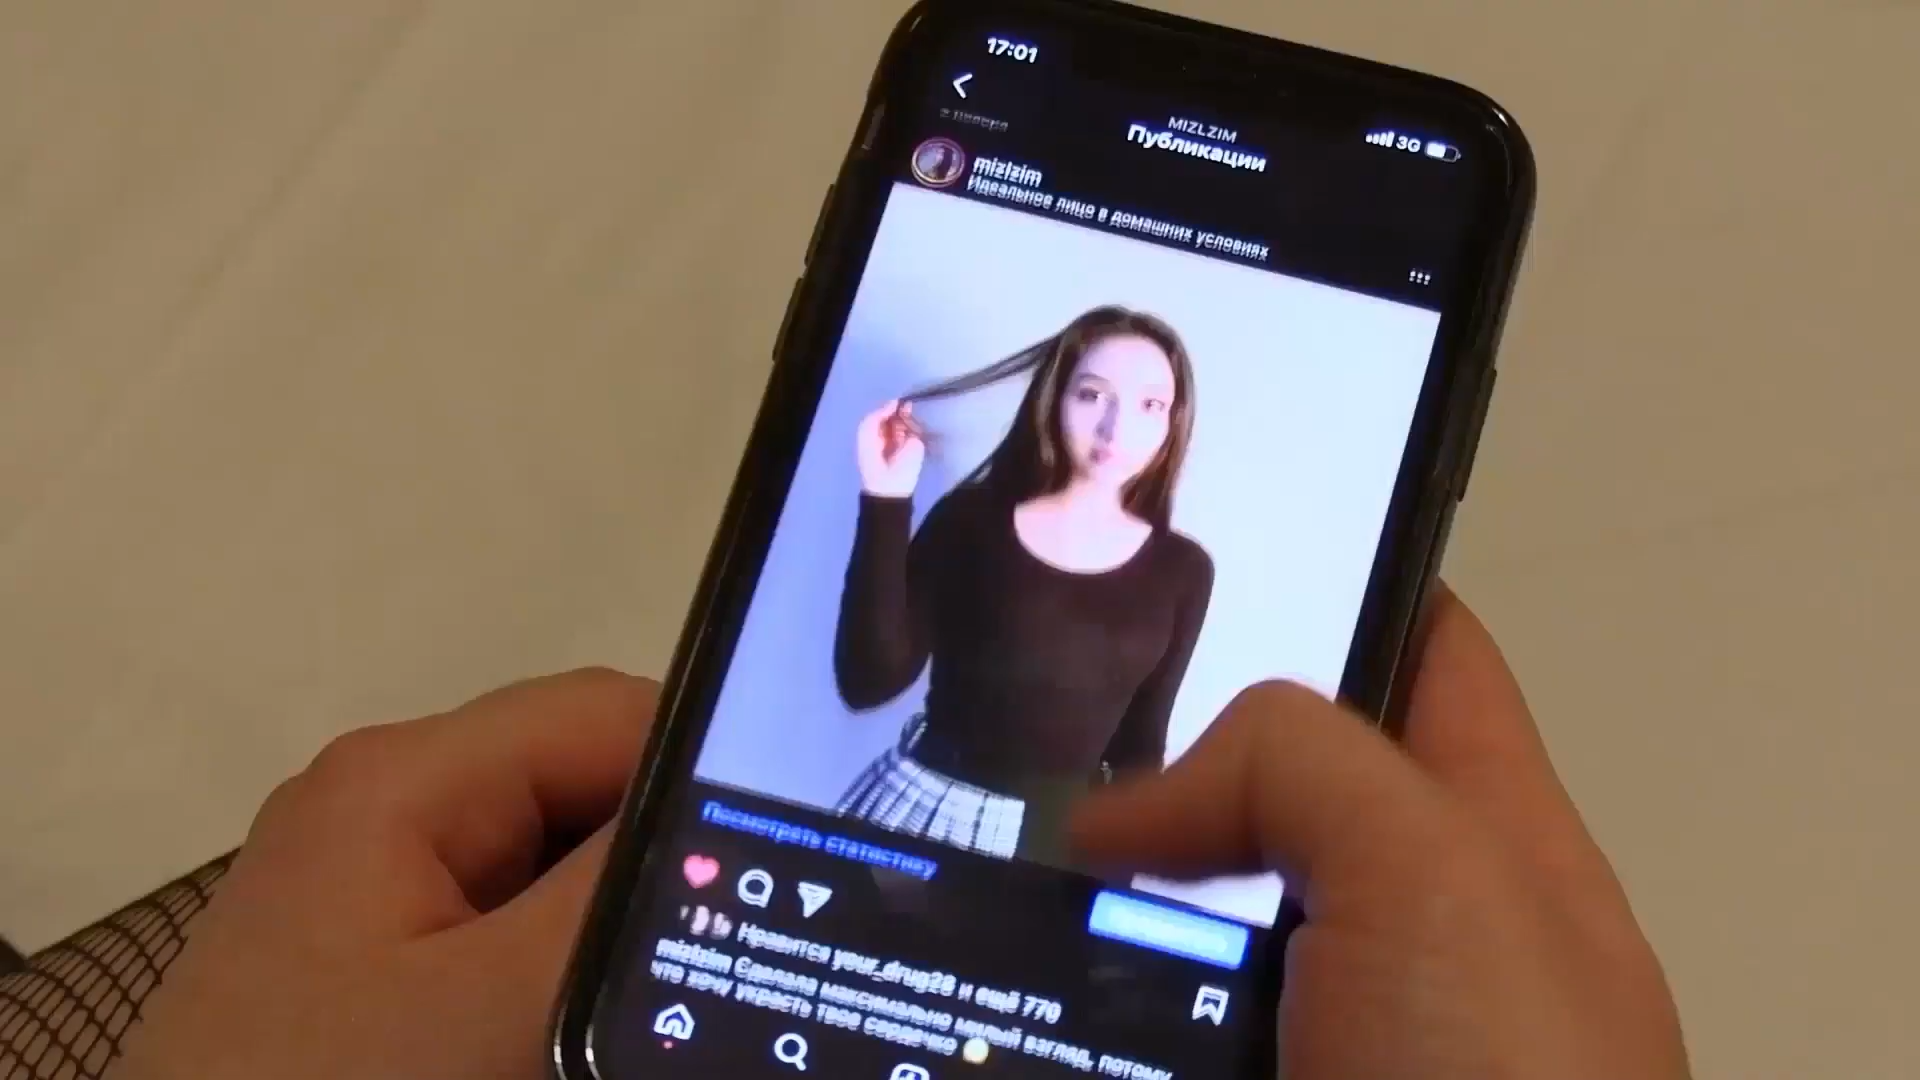 17:01
3G
MIZLZIM
Публикации
mizlzim
Идеальное лицо в домашних условиях
Посмотреть статистику
Нравится your_drug28 и ещё 770
mizlzim Сделала максимально милый взгляд, потому
что хочу украсть твое сердечко